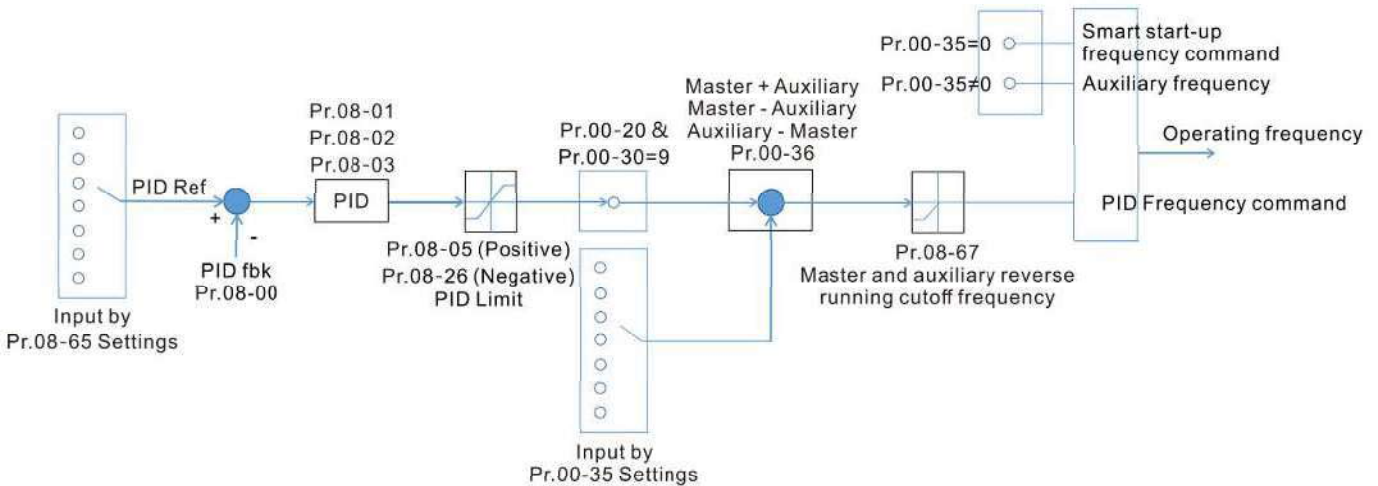 Input by
Pr.08-65 Settings
PID Ref
+
-
PID fbk
Pr.08-00
Pr.08-01
Pr.08-02
Pr.08-03
PID
Pr.08-05 (Positive)
Pr.08-26 (Negative)
PID Limit
Pr.00-20 &
Pr.00-30=9
Input by
Pr.00-35 Settings
Master + Auxiliary
Master - Auxiliary
Auxiliary - Master
Pr.00-36
Pr.08-67
Master and auxiliary reverse
running cutoff frequency
Pr.00-35=0
Pr.00-35≠0
Smart start-up
frequency command
Auxiliary frequency
PID Frequency command
Operating frequency